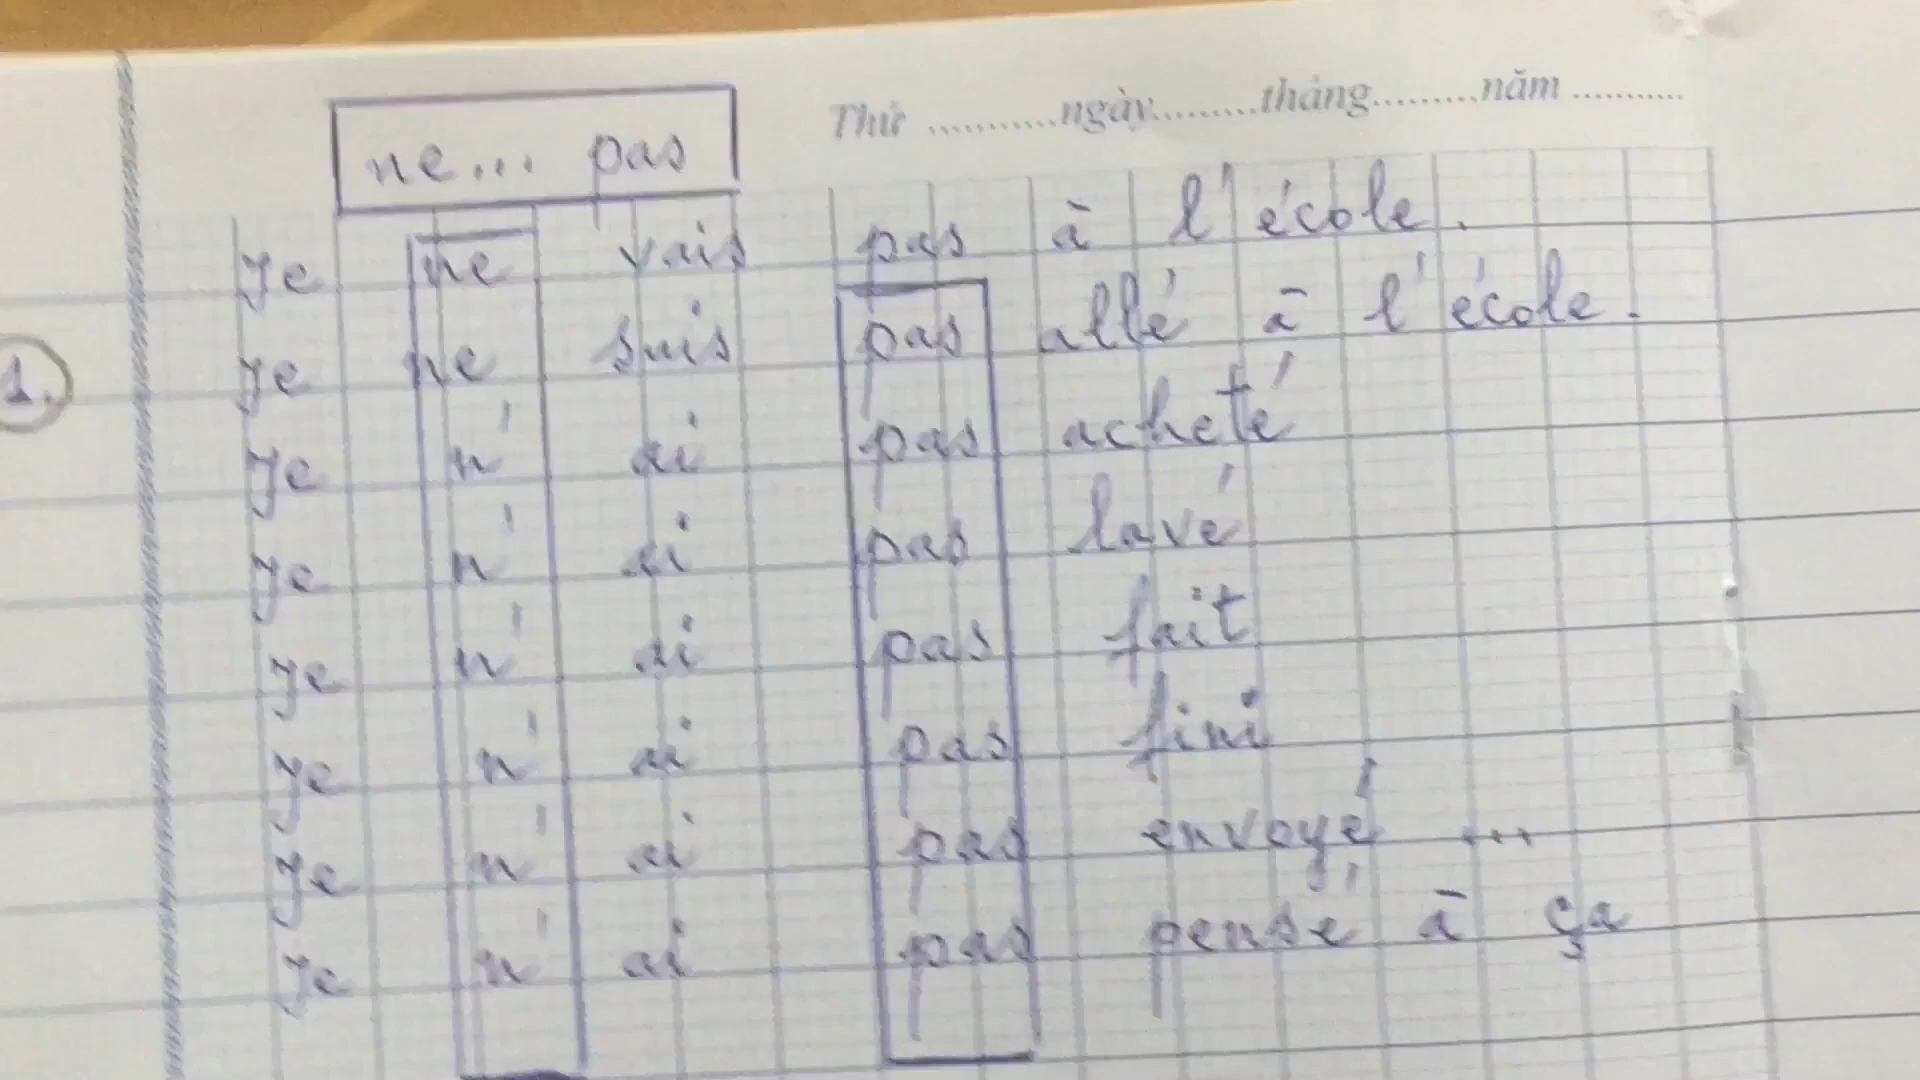 Thứ ............ngày..........tháng..........năm ...........
ne... pas
Je ne vais pas à l'école.
1.
Je ne suis pas allé à l'école.
Je n' ai pas acheté
Je n' ai pas lavé
Je n' ai pas fait
Je n' ai pas fini
Je n' ai pas envoyé ...
Je n' ai pas pensé à ça